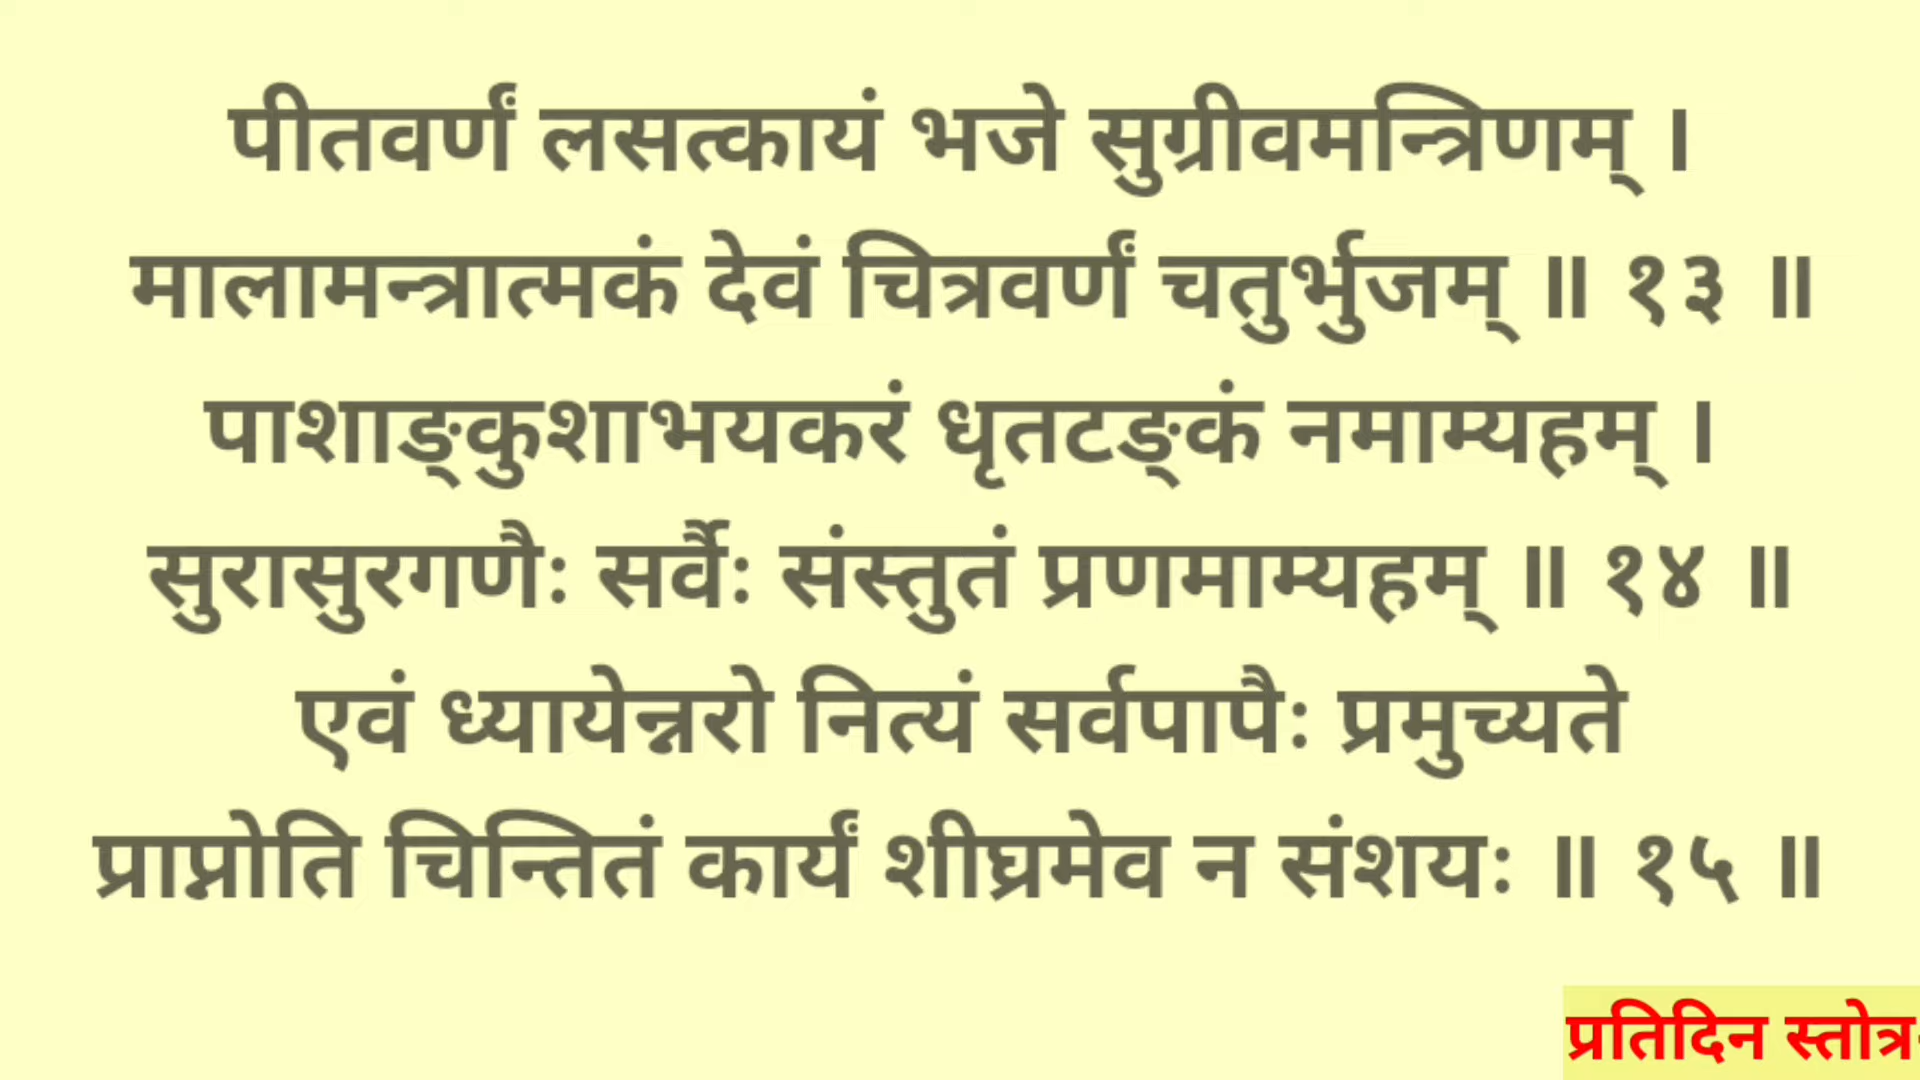 पीतवर्णं लसत्कायं भजे सुग्रीवमन्त्रिणम् ।
मालामन्त्रात्मकं देवं चित्रवर्णं चतुर्भुजम् ॥ १३ ॥
पाशाङ्कुशाभयकरं धृतटङ्कं नमाम्यहम् ।
सुरासुरगणैः सर्वैः संस्तुतं प्रणमाम्यहम् ॥ १४ ॥
एवं ध्यायेन्नरो नित्यं सर्वपापैः प्रमुच्यते
प्राप्नोति चिन्तितं कार्यं शीघ्रमेव न संशयः ॥ १५ ॥
प्रतिदिन स्तोत्र